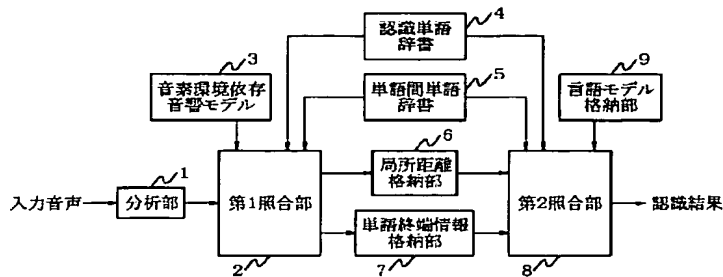 4
認識単語
辞書
3
音素環境依存
音響モデル
5
単語間単語
辞書
9
言語モデル
格納部
6
局所距離
格納部
入力音声
1
分析部
第1照合部
2
単語終端情報
格納部
7
第2照合部
8
認識結果